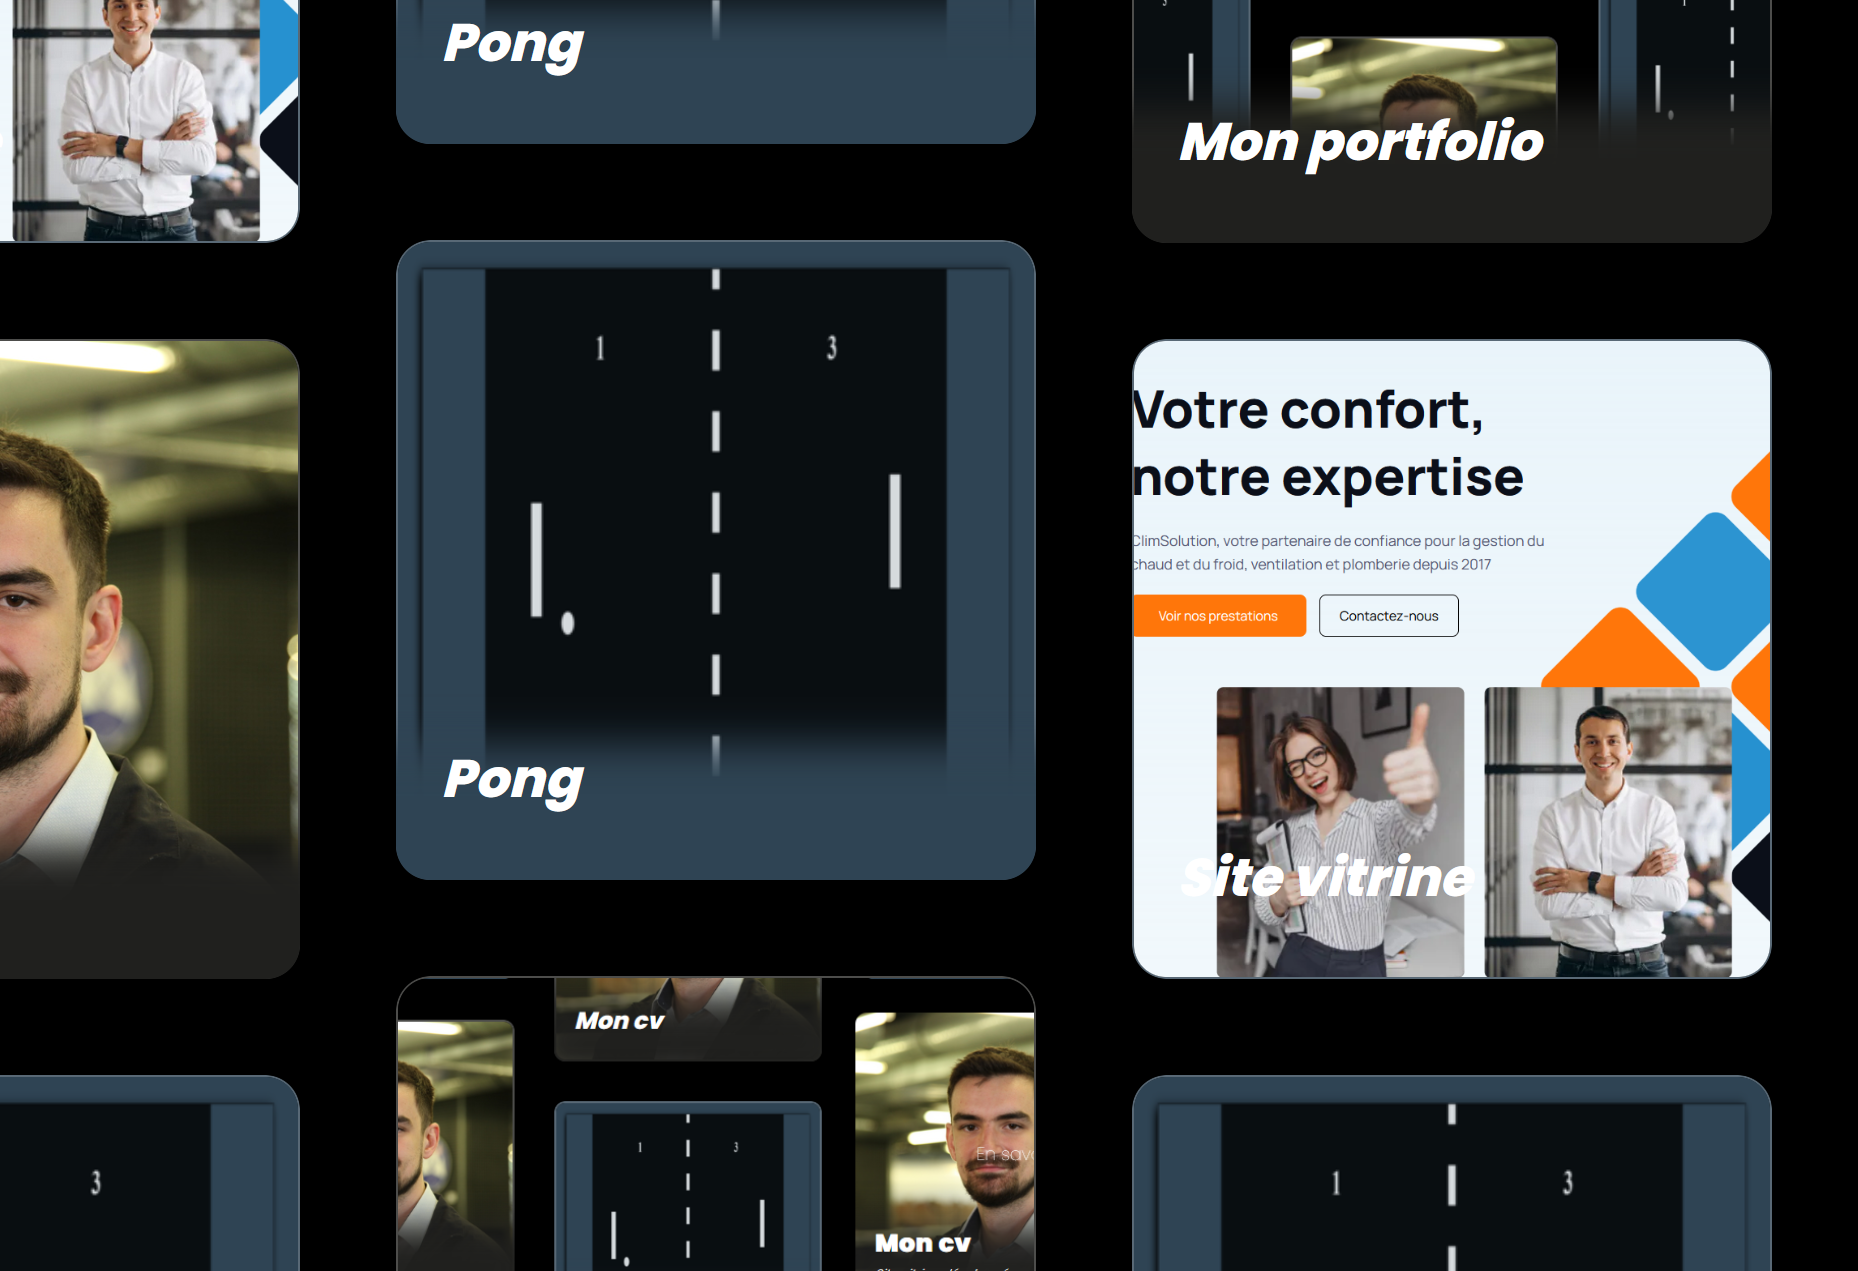 Pong
3
1
Mon portfolio
1
3
Pong
Votre confort,
notre expertise
ClimSolution, votre partenaire de confiance pour la gestion du
chaud et du froid, ventilation et plomberie depuis 2017
Voir nos prestations
Contactez-nous
Site vitrine
Mon cv
1
3
En savo
Mon cv
3
1
3